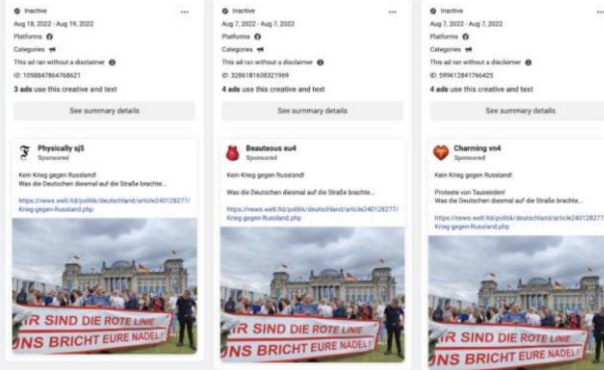 Inactive
Aug 18, 2022 - Aug 19, 2022
Platforms
Categories
This ad ran without a disclaimer
ID: 1058847864768621
3 ads use this creative and text
See summary details
Physically sj5
Sponsored
Kein Krieg gegen Russland!
Was die Deutschen diesmal auf die Straße brachte...
https://news.welt.ltd/politik/deutschland/article240128277/
Krieg-gegen-Russland.php
IR SIND DIE ROTE LINIE
NS BRICHT EURE NADEL!
Inactive
Aug 7, 2022 - Aug 7, 2022
Platforms
Categories
This ad ran without a disclaimer
ID: 3286181608321969
4 ads use this creative and text
See summary details
Beauteous eu4
Sponsored
Kein Krieg gegen Russland!
Was die Deutschen diesmal auf die Straße brachte...
https://news.welt.ltd/politik/deutschland/article240128277/
Krieg-gegen-Russland.php
IR SIND DIE ROTE LINIE
UNS BRICHT EURE NADEL!
Inactive
Aug 7, 2022 - Aug 7, 2022
Platforms
Categories
This ad ran without a disclaimer
ID: 599612841766425
4 ads use this creative and text
See summary details
Charming vn4
Sponsored
Kein Krieg gegen Russland!
Proteste von Tausenden!
Was die Deutschen diesmal auf die Straße brachte...
https://news.welt.ltd/politik/deutschland/article240128277
Krieg-gegen-Russland.php
IR SIND DIE ROTE LINIE
NS BRICHT EURE NADEL!